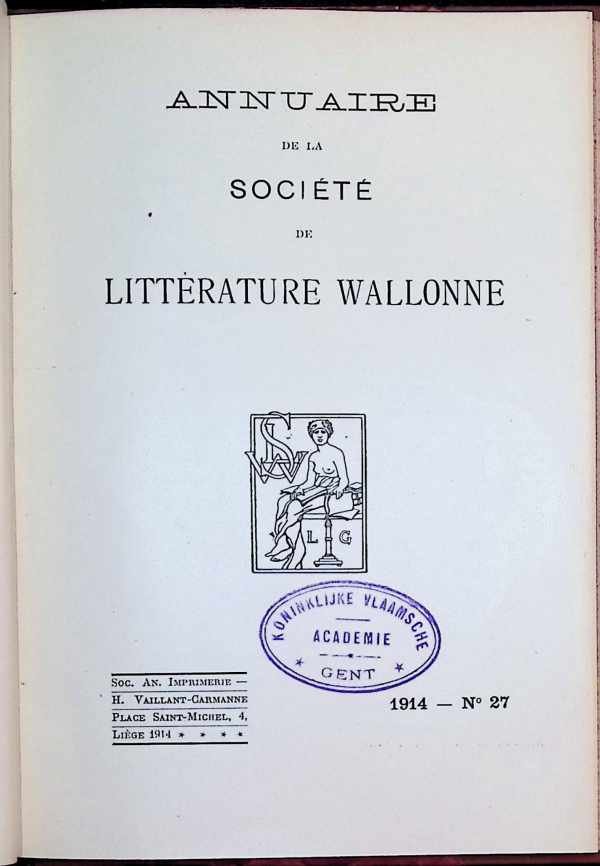 ANNUAIRE
DE LA
SOCIÉTÉ
DE
LITTÉRATURE WALLONNE
SLW
L G
KONINKLIJKE VLAAMSCHE
ACADEMIE
GENT
SOC. AN. IMPRIMERIE —
H. VAILLANT-CARMANNE
PLACE SAINT-MICHEL, 4,
LIÈGE 1914 * * * *
1914 — N° 27